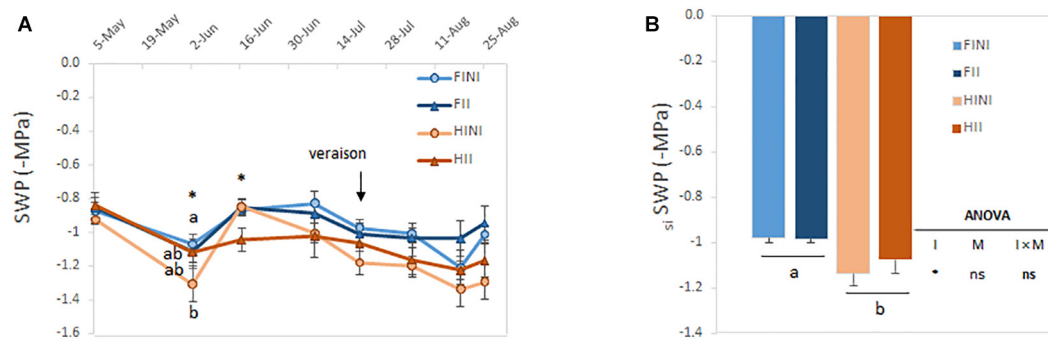 A
5-May
19-May
2-Jun
16-Jun
30-Jun
14-Jul
28-Jul
11-Aug
25-Aug
0.0
-0.2
-0.4
-0.6
-0.8
-1
-1.2
-1.4
-1.6
SWP (-MPa)
FINI
FII
HINI
HII
veraison
*
*
a
ab
ab
b
B
0.0
-0.2
-0.4
-0.6
-0.8
-1
-1.2
-1.4
si SWP (-MPa)
FINI
FII
HINI
HII
ANOVA
I M I×M
* ns ns
a
b